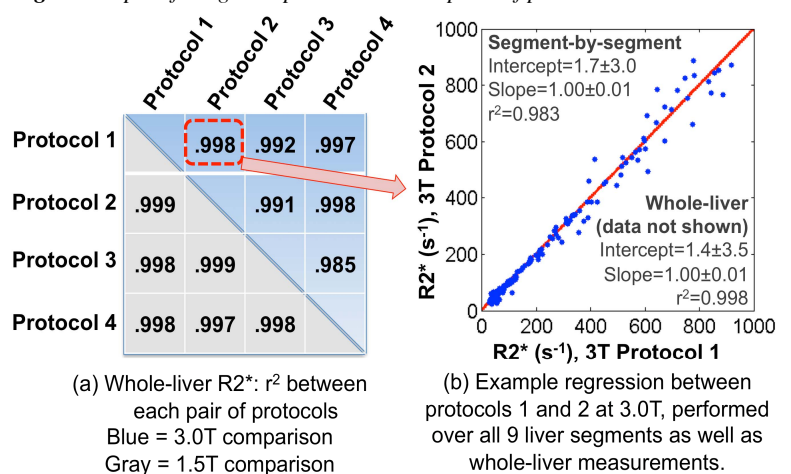 Protocol 1
Protocol 2
Protocol 3
Protocol 4
Protocol 1 .998 .992 .997
Protocol 2 .999 .991 .998
Protocol 3 .998 .999 .985
Protocol 4 .998 .997 .998
(a) Whole-liver R2*: r² between
each pair of protocols
Blue = 3.0T comparison
Gray = 1.5T comparison
R2* (s⁻¹), 3T Protocol 2
1000
800
600
400
200
0
Segment-by-segment
Intercept=1.7±3.0
Slope=1.00±0.01
r²=0.983
Whole-liver
(data not shown)
Intercept=1.4±3.5
Slope=1.00±0.01
r²=0.998
0 200 400 600 800 1000
R2* (s⁻¹), 3T Protocol 1
(b) Example regression between
protocols 1 and 2 at 3.0T, performed
over all 9 liver segments as well as
whole-liver measurements.